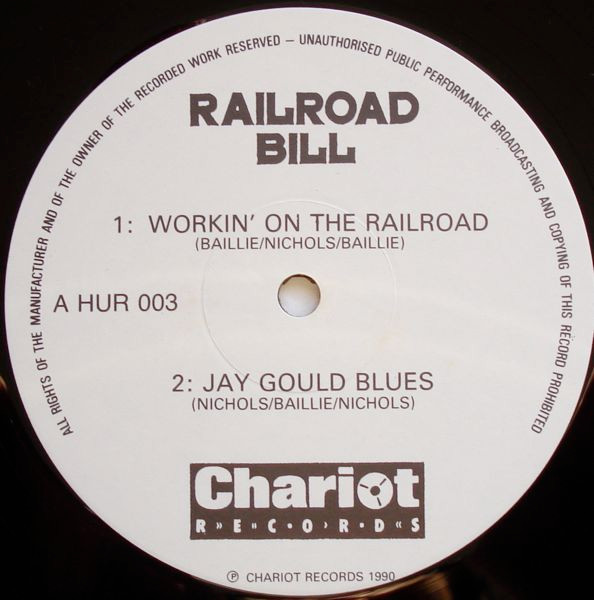 ALL RIGHTS OF THE MANUFACTURER AND OF THE OWNER OF THE RECORDED WORK RESERVED – UNAUTHORISED PUBLIC PERFORMANCE BROADCASTING AND COPYING OF THIS RECORD PROHIBITED
RAILROAD
BILL
1: WORKIN' ON THE RAILROAD
(BAILLIE/NICHOLS/BAILLIE)
A HUR 003
2: JAY GOULD BLUES
(NICHOLS/BAILLIE/NICHOLS)
Chariot
R»E«C•O›R›D«S
℗ CHARIOT RECORDS 1990